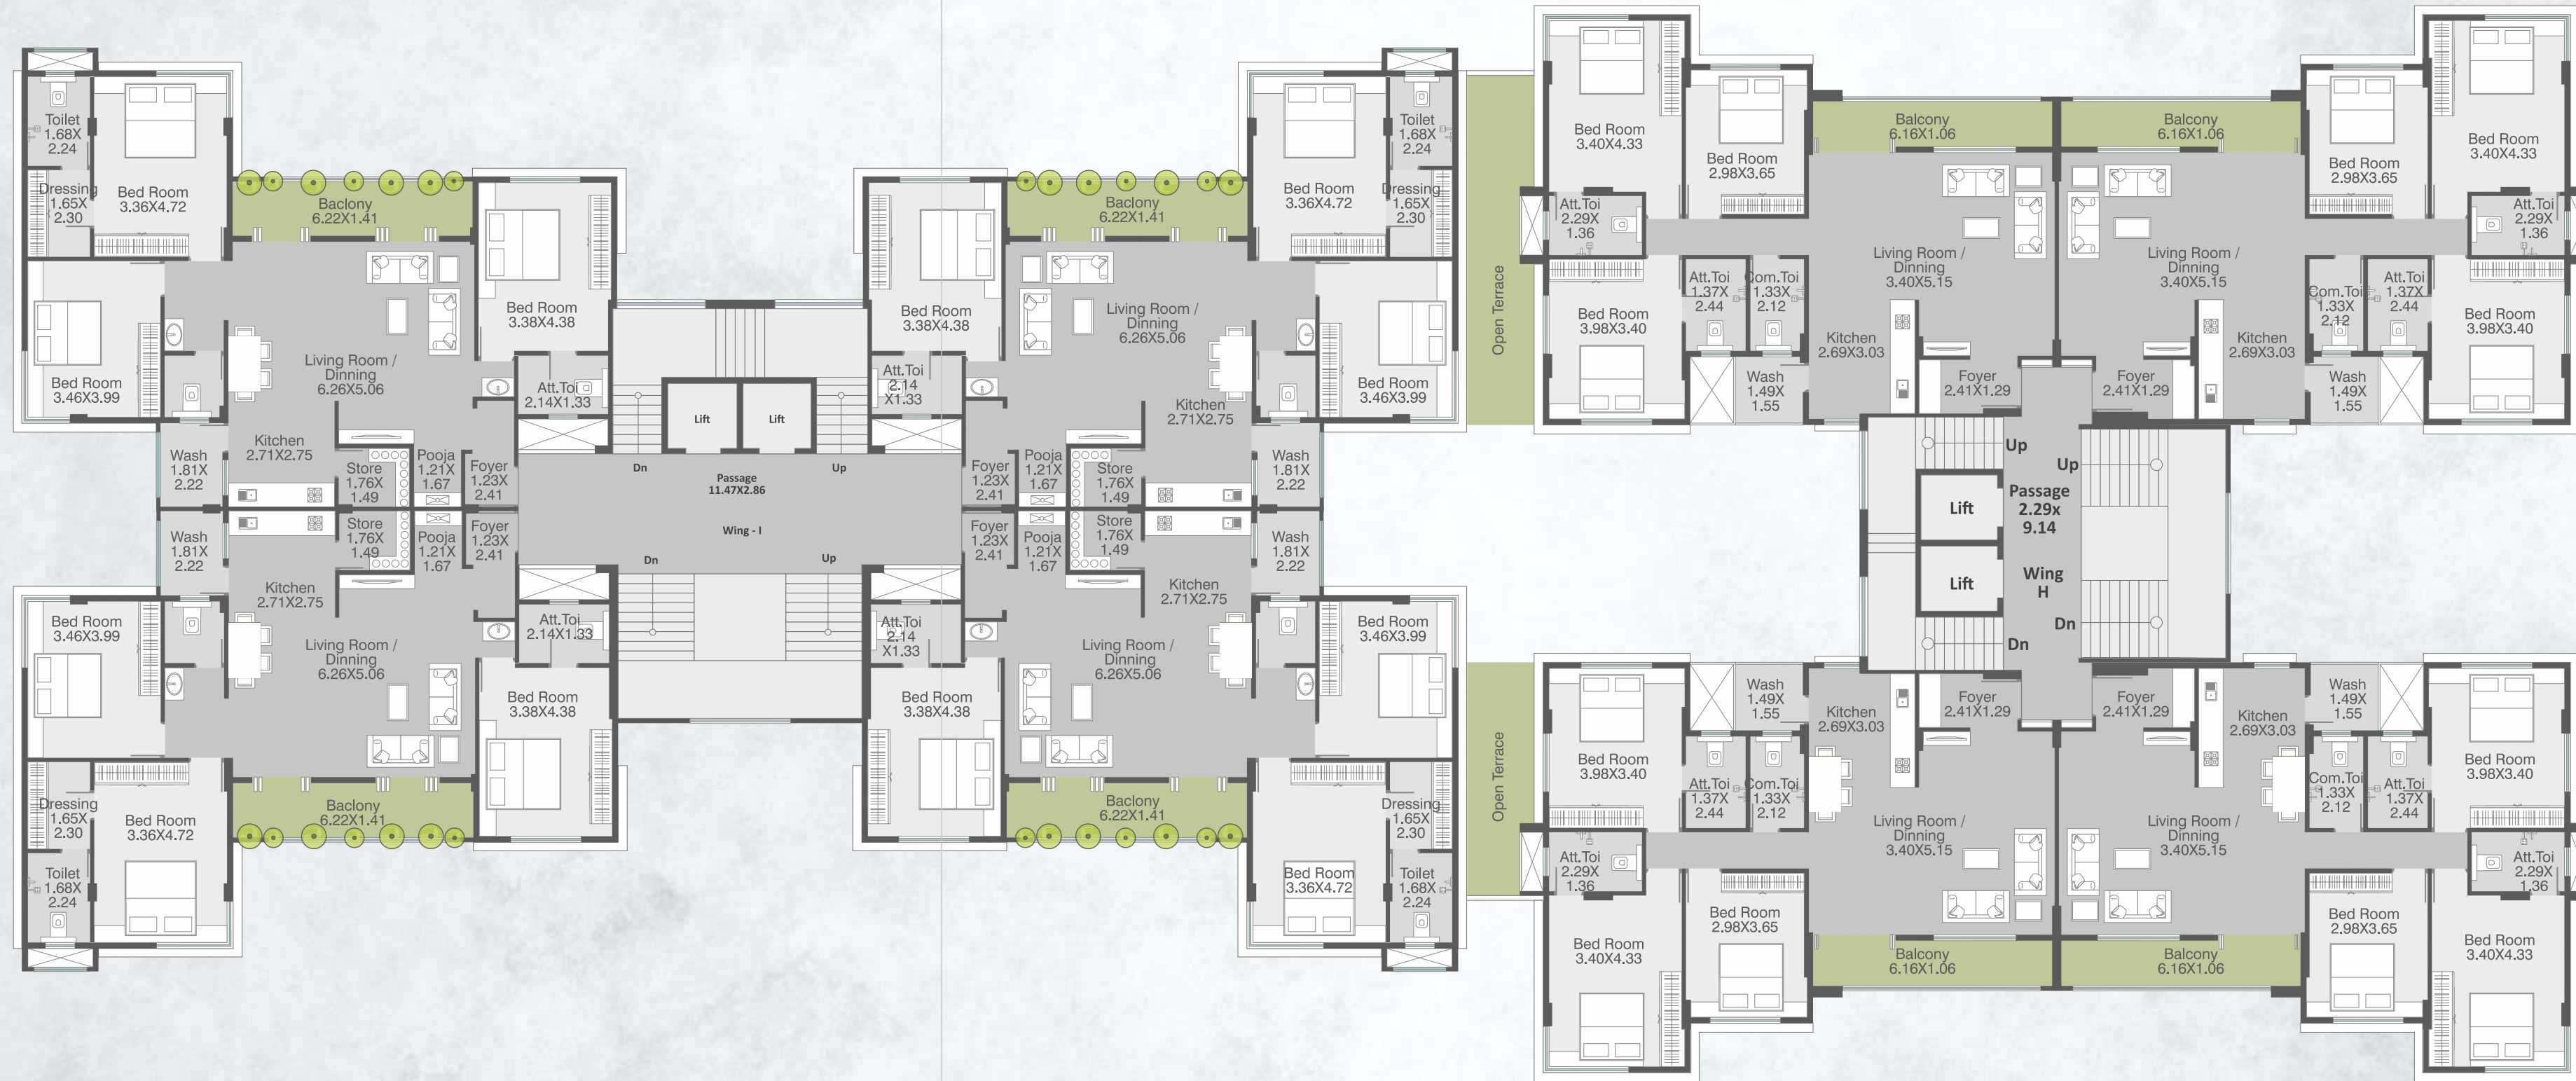 Toilet
1.68X
2.24
Dressing
1.65X
2.30
Bed Room
3.36X4.72
Baclony
6.22X1.41
Bed Room
3.46X3.99
Living Room /
Dinning
6.26X5.06
Bed Room
3.38X4.38
Att.Toi
2.14X1.33
Kitchen
2.71X2.75
Wash
1.81X
2.22
Store
1.76X
1.49
Pooja
1.21X
1.67
Foyer
1.23X
2.41
Wash
1.81X
2.22
Store
1.76X
1.49
Pooja
1.21X
1.67
Foyer
1.23X
2.41
Kitchen
2.71X2.75
Bed Room
3.46X3.99
Living Room /
Dinning
6.26X5.06
Att.Toi
2.14X1.33
Bed Room
3.38X4.38
Dressing
1.65X
2.30
Bed Room
3.36X4.72
Baclony
6.22X1.41
Toilet
1.68X
2.24
Lift
Lift
Dn
Up
Passage
11.47X2.86
Wing - I
Dn
Up
Bed Room
3.38X4.38
Att.Toi
2.14
X1.33
Baclony
6.22X1.41
Bed Room
3.36X4.72
Toilet
1.68X
2.24
Dressing
1.65X
2.30
Living Room /
Dinning
6.26X5.06
Bed Room
3.46X3.99
Kitchen
2.71X2.75
Foyer
1.23X
2.41
Pooja
1.21X
1.67
Store
1.76X
1.49
Wash
1.81X
2.22
Foyer
1.23X
2.41
Pooja
1.21X
1.67
Store
1.76X
1.49
Wash
1.81X
2.22
Kitchen
2.71X2.75
Att.Toi
2.14
X1.33
Bed Room
3.38X4.38
Living Room /
Dinning
6.26X5.06
Bed Room
3.46X3.99
Baclony
6.22X1.41
Dressing
1.65X
2.30
Bed Room
3.36X4.72
Toilet
1.68X
2.24
Open Terrace
Open Terrace
Bed Room
3.40X4.33
Bed Room
2.98X3.65
Balcony
6.16X1.06
Att.Toi
2.29X
1.36
Living Room /
Dinning
3.40X5.15
Att.Toi
1.37X
2.44
Com.Toi
1.33X
2.12
Bed Room
3.98X3.40
Kitchen
2.69X3.03
Wash
1.49X
1.55
Foyer
2.41X1.29
Balcony
6.16X1.06
Bed Room
2.98X3.65
Bed Room
3.40X4.33
Att.Toi
2.29X
1.36
Living Room /
Dinning
3.40X5.15
Com.Toi
1.33X
2.12
Att.Toi
1.37X
2.44
Bed Room
3.98X3.40
Kitchen
2.69X3.03
Foyer
2.41X1.29
Wash
1.49X
1.55
Up
Up
Lift
Passage
2.29x
9.14
Lift
Wing
H
Dn
Dn
Bed Room
3.98X3.40
Wash
1.49X
1.55
Kitchen
2.69X3.03
Foyer
2.41X1.29
Att.Toi
1.37X
2.44
Com.Toi
1.33X
2.12
Living Room /
Dinning
3.40X5.15
Att.Toi
2.29X
1.36
Bed Room
3.40X4.33
Bed Room
2.98X3.65
Balcony
6.16X1.06
Foyer
2.41X1.29
Kitchen
2.69X3.03
Wash
1.49X
1.55
Bed Room
3.98X3.40
Com.Toi
1.33X
2.12
Att.Toi
1.37X
2.44
Living Room /
Dinning
3.40X5.15
Att.Toi
2.29X
1.36
Balcony
6.16X1.06
Bed Room
2.98X3.65
Bed Room
3.40X4.33